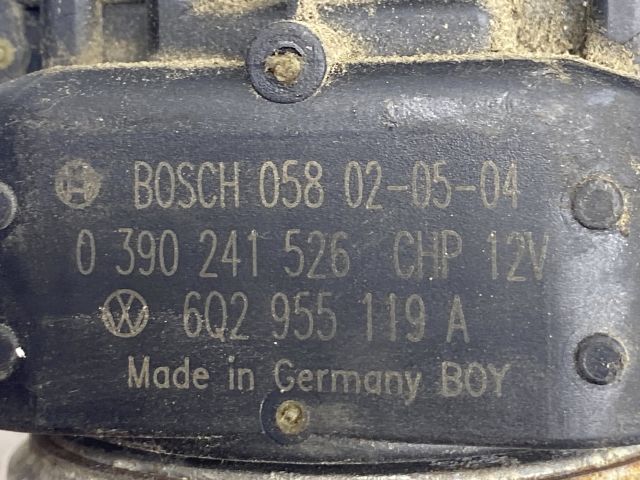 BOSCH 058 02-05-04
0 390 241 526 CHP 12V
6Q2 955 119 A
Made in Germany BOY